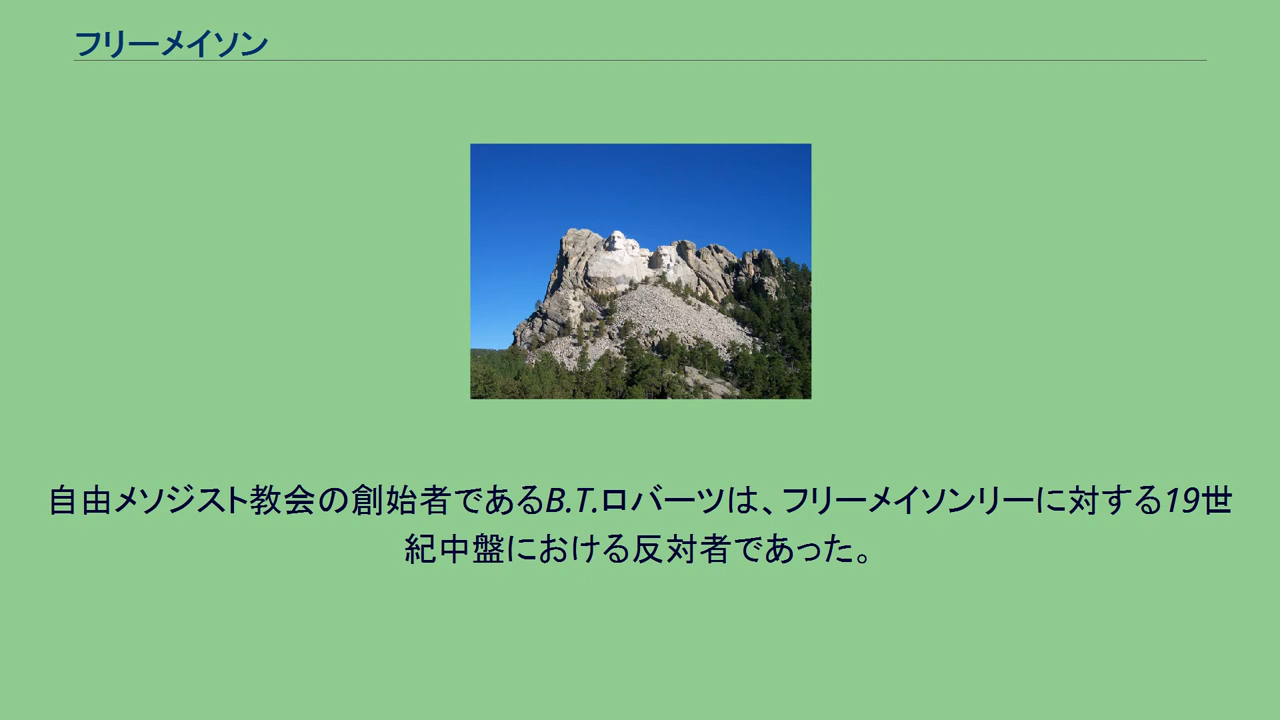 フリーメイソン
自由メソジスト教会の創始者であるB.T.ロバーツは、フリーメイソンリーに対する19世
紀中盤における反対者であった。